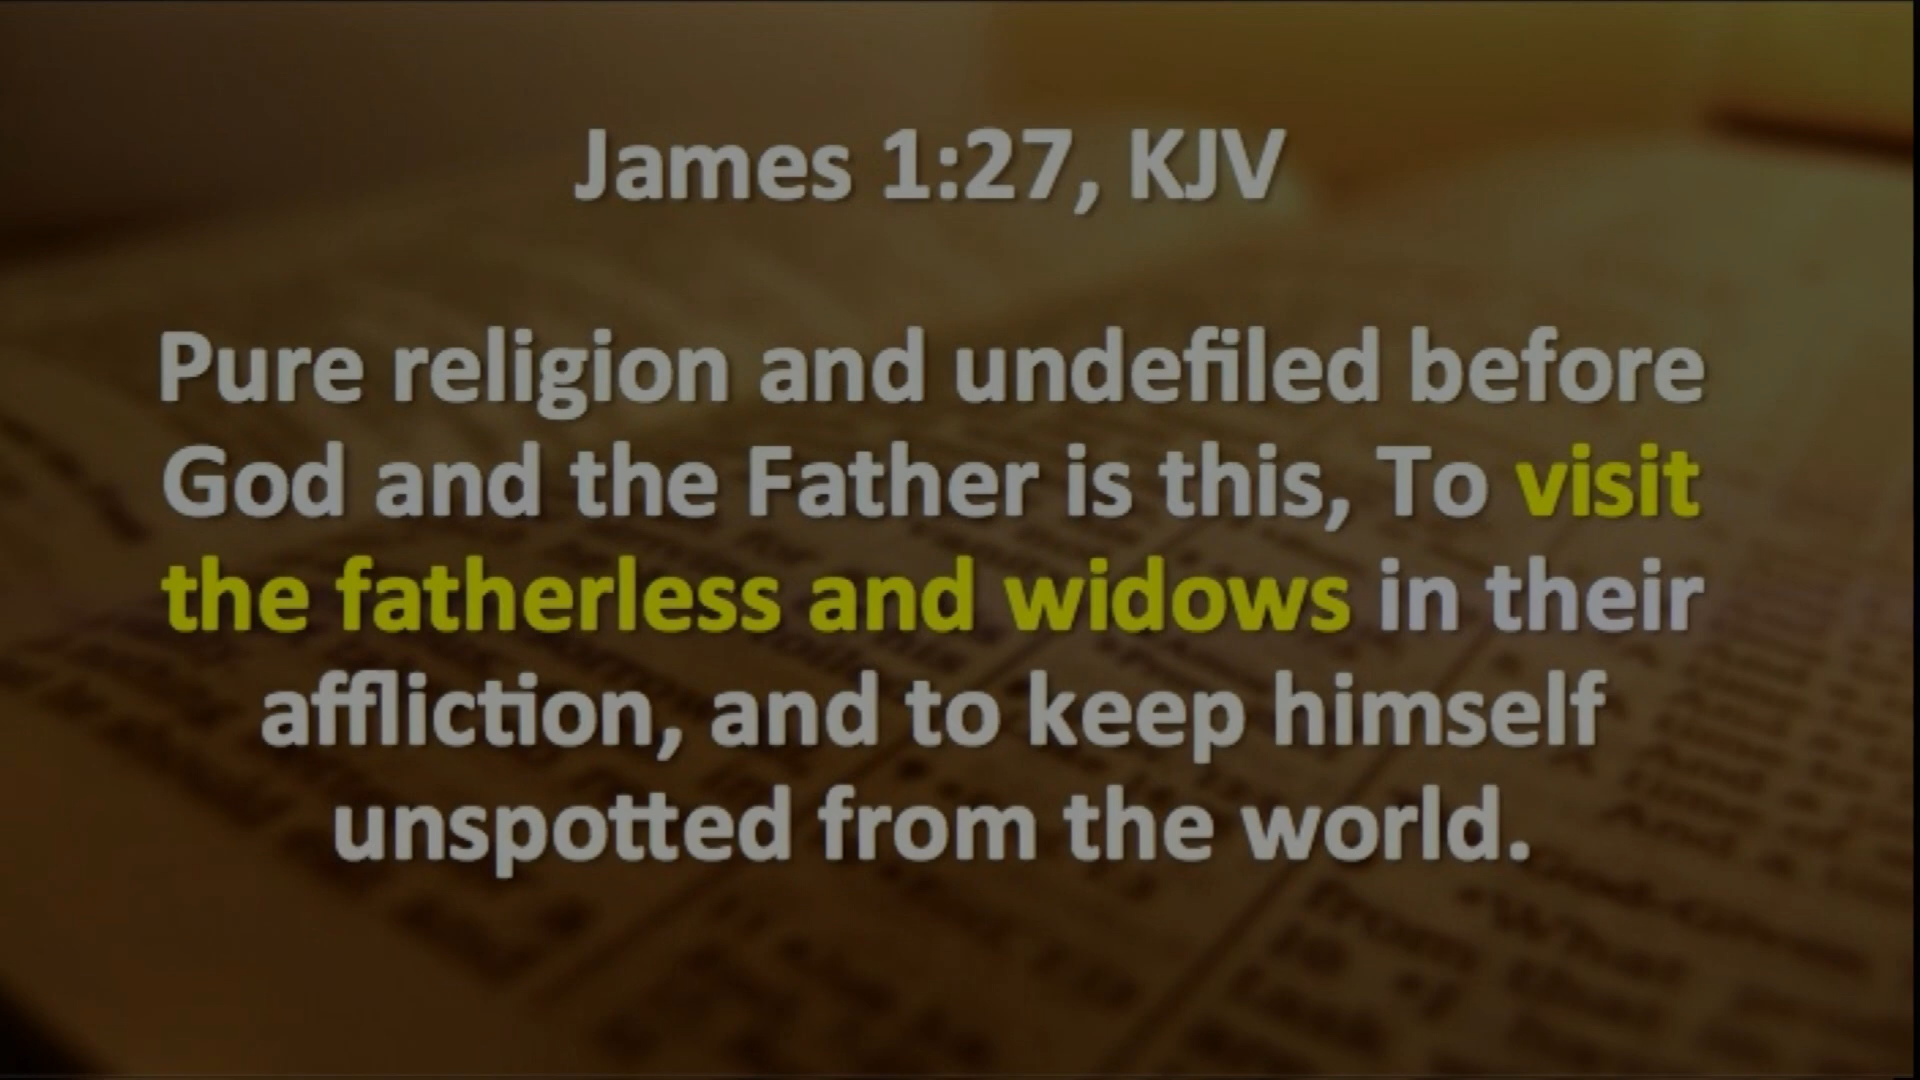 James 1:27, KJV
Pure religion and undefiled before
God and the Father is this, To visit
the fatherless and widows in their
affliction, and to keep himself
unspotted from the world.